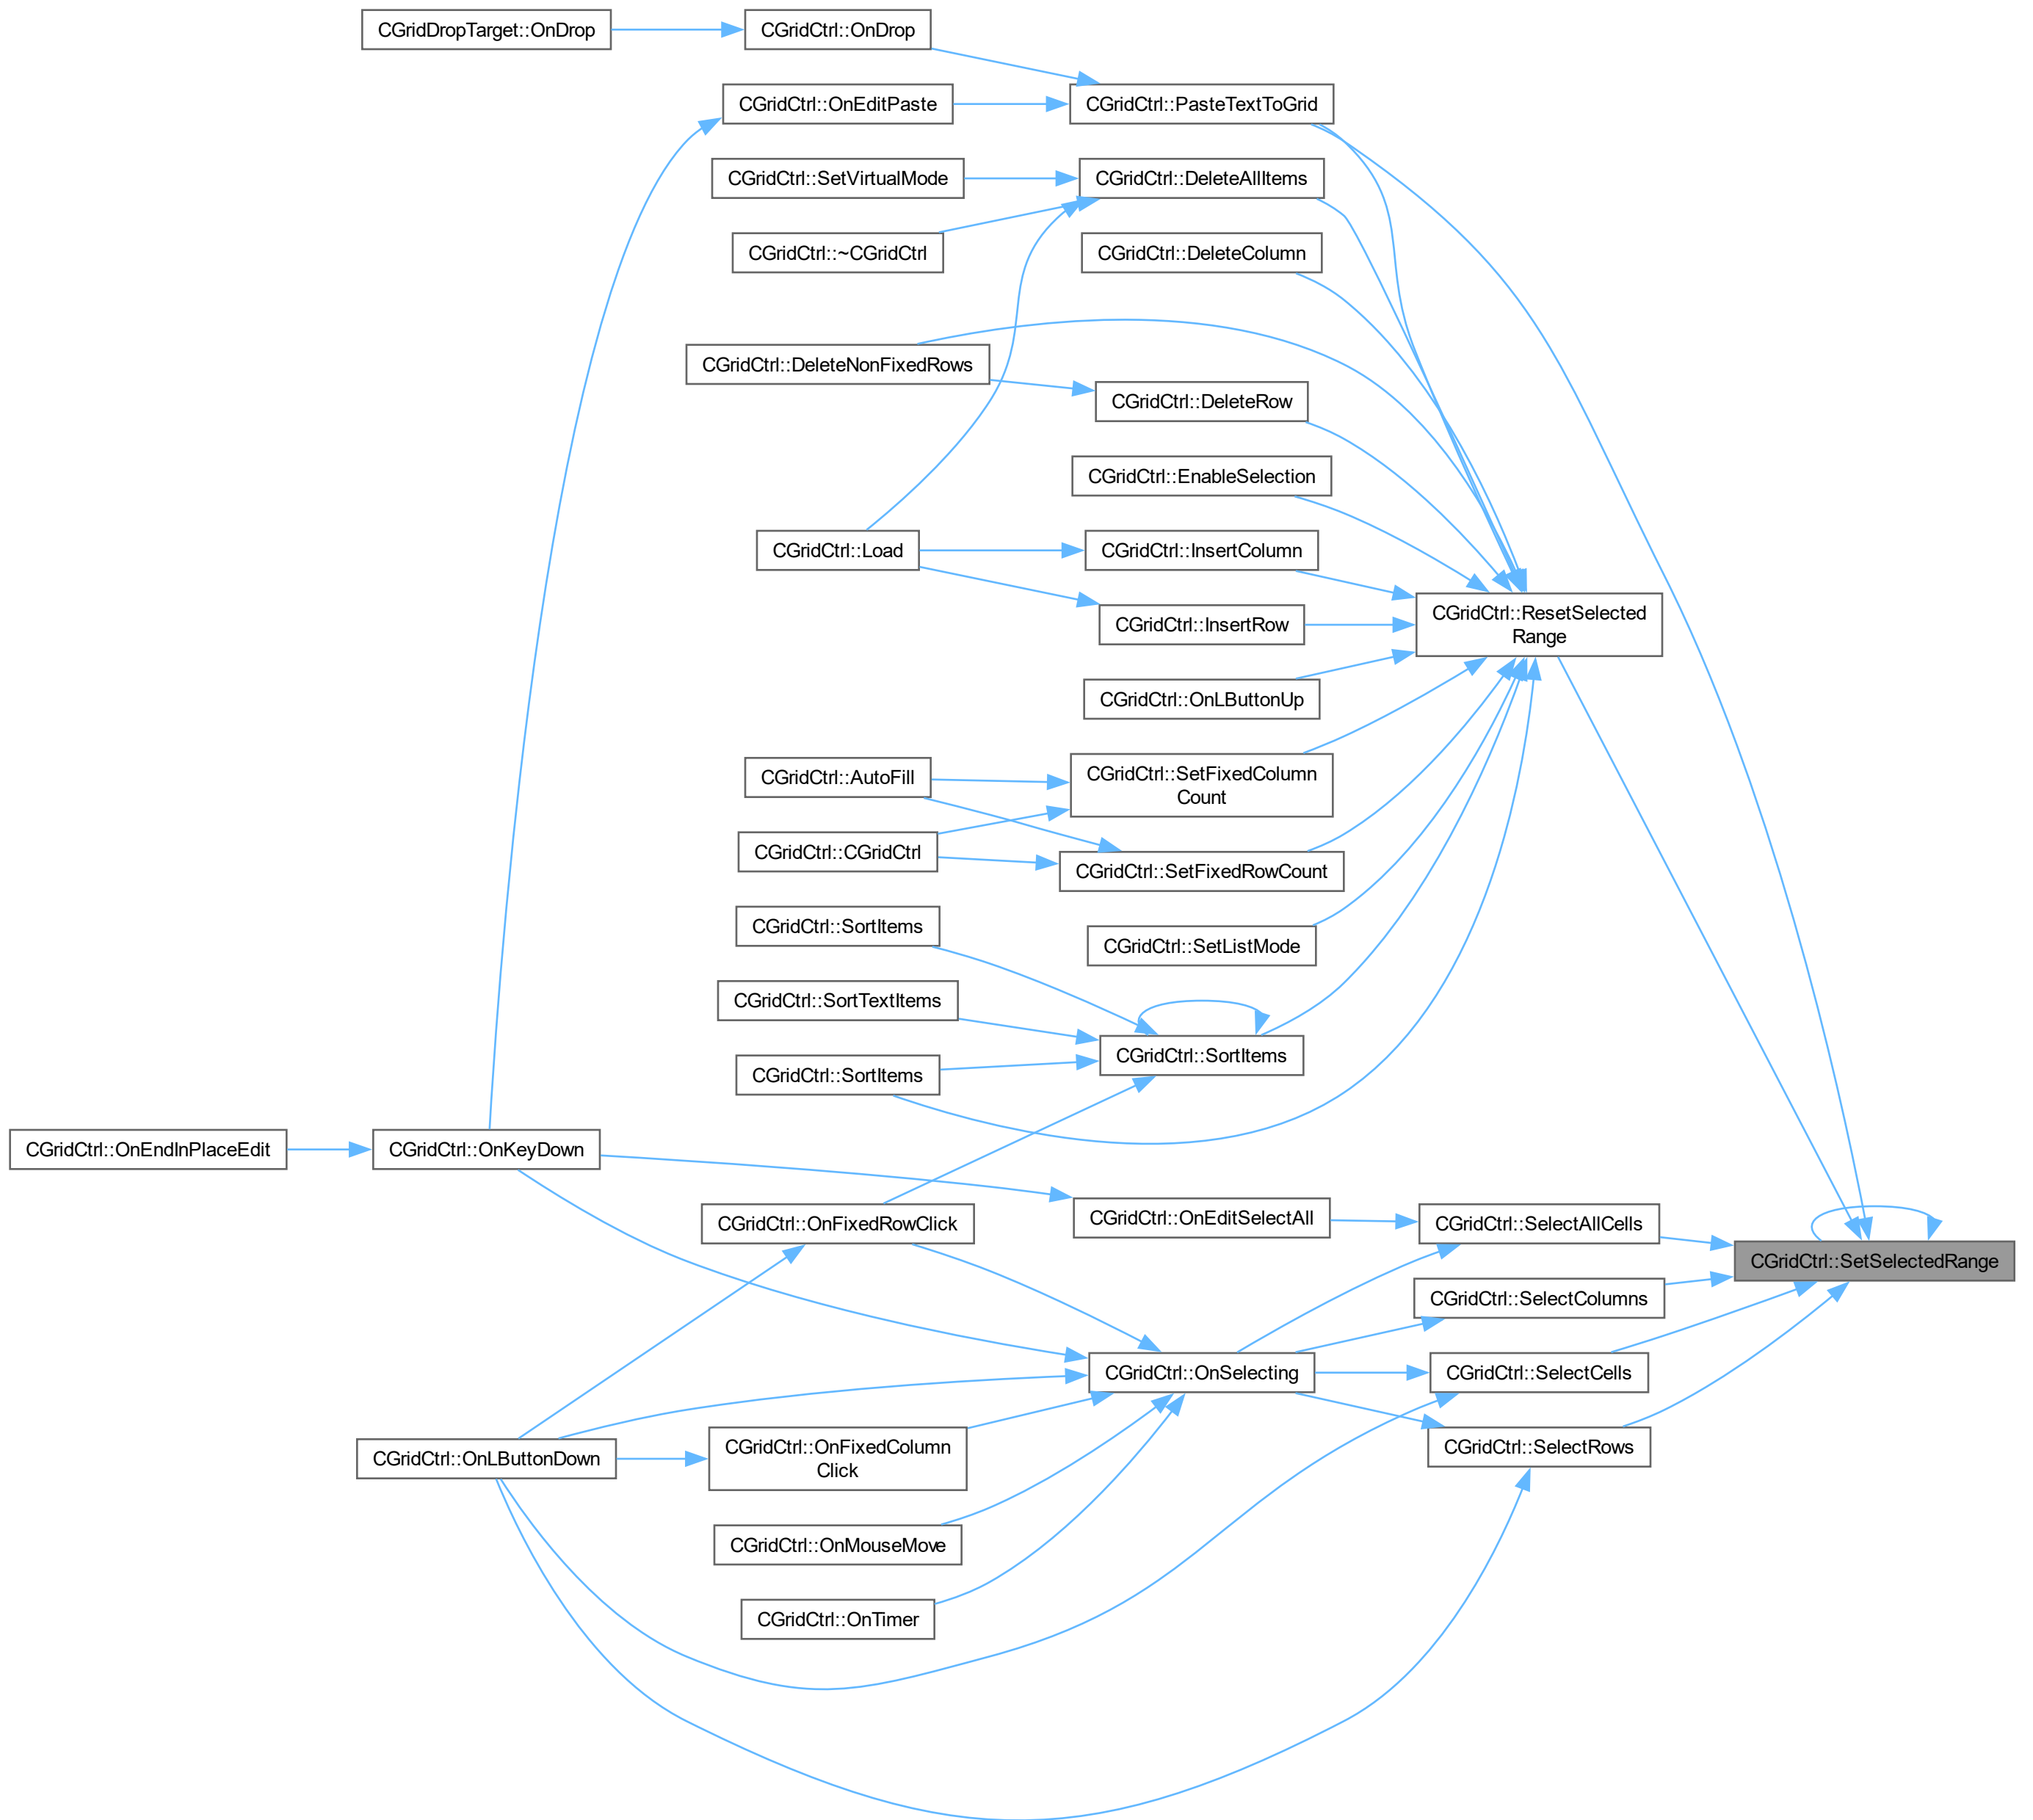 CGridDropTarget::OnDrop
CGridCtrl::OnDrop
CGridCtrl::OnEditPaste
CGridCtrl::PasteTextToGrid
CGridCtrl::SetVirtualMode
CGridCtrl::DeleteAllItems
CGridCtrl::~CGridCtrl
CGridCtrl::DeleteColumn
CGridCtrl::DeleteNonFixedRows
CGridCtrl::DeleteRow
CGridCtrl::EnableSelection
CGridCtrl::Load
CGridCtrl::InsertColumn
CGridCtrl::InsertRow
CGridCtrl::ResetSelected
Range
CGridCtrl::OnLButtonUp
CGridCtrl::AutoFill
CGridCtrl::SetFixedColumn
Count
CGridCtrl::CGridCtrl
CGridCtrl::SetFixedRowCount
CGridCtrl::SortItems
CGridCtrl::SetListMode
CGridCtrl::SortTextItems
CGridCtrl::SortItems
CGridCtrl::SortItems
CGridCtrl::OnEndInPlaceEdit
CGridCtrl::OnKeyDown
CGridCtrl::OnFixedRowClick
CGridCtrl::OnEditSelectAll
CGridCtrl::SelectAllCells
CGridCtrl::SetSelectedRange
CGridCtrl::SelectColumns
CGridCtrl::OnSelecting
CGridCtrl::SelectCells
CGridCtrl::OnLButtonDown
CGridCtrl::OnFixedColumn
Click
CGridCtrl::SelectRows
CGridCtrl::OnMouseMove
CGridCtrl::OnTimer